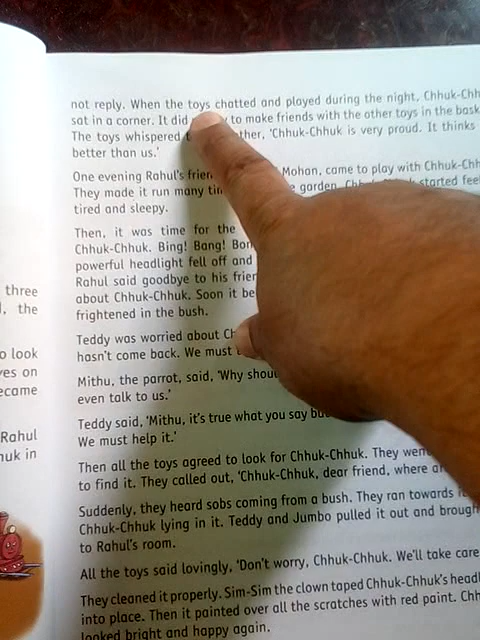 three
, the
o look
es on
ecame
Rahul
uk in
not reply. When the toys chatted and played during the night, Chhuk-Chh
sat in a corner. It did to make friends with the other toys in the bask
The toys whispered 'Chhuk-Chhuk is very proud. It thinks
better than us.'
One evening Rahul's Mohan, came to play with Chhuk-Chh
They made it run many garden. started
tired and sleepy.
Then, it was time for the
Chhuk-Chhuk. Bing! Bang!
powerful headlight fell off and
Rahul said goodbye to his
about Chhuk-Chhuk. Soon it
frightened in the bush.
Teddy was worried about
hasn't come back. We must
Mithu, the parrot, said, 'Why
even talk to us.'
Teddy said, 'Mithu, it's true what you say
We must help it.'
Then all the toys agreed to look for Chhuk-Chhuk. They
to find it. They called out, 'Chhuk-Chhuk, dear friend, where
Suddenly, they heard sobs coming from a bush. They ran towards
Chhuk-Chhuk lying in it. Teddy and Jumbo pulled it out and
to Rahul's room.
All the toys said lovingly, 'Don't worry, Chhuk-Chhuk. We'll take care
They cleaned it properly. Sim-Sim the clown taped Chhuk-Chhuk's
into place. Then it painted over all the scratches with red paint.
looked bright and happy again.